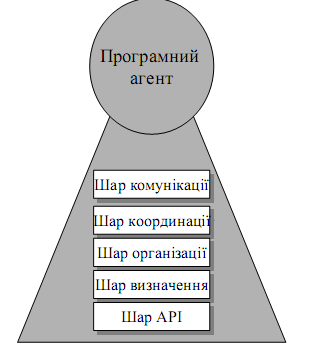 Програмний
агент
Шар комунікації
Шар координації
Шар організації
Шар визначення
Шар API